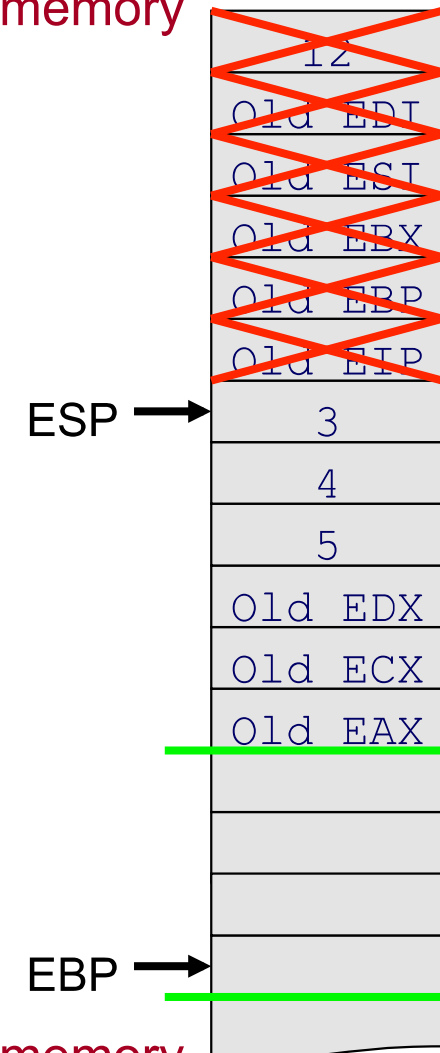 memory
12
Old EDI
Old ESI
Old EBX
Old EBP
Old EIP
ESP
3
4
5
Old EDX
Old ECX
Old EAX
EBP
memory